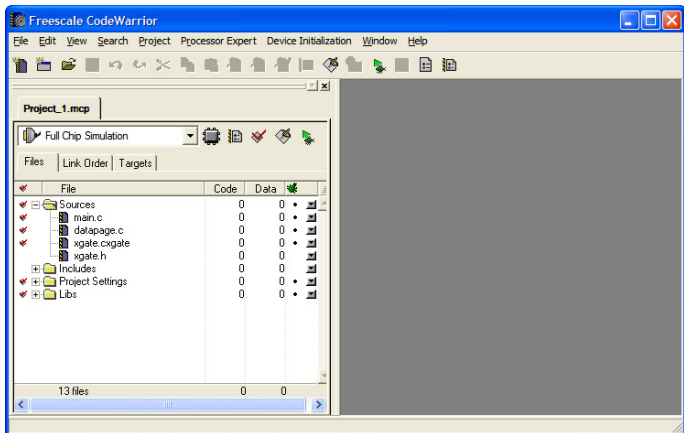 Freescale CodeWarrior
File Edit View Search Project Processor Expert Device Initialization Window Help
Project_1.mcp
Full Chip Simulation
Files Link Order Targets
File Code Data
Sources 0 0
main.c 0 0
datapage.c 0 0
xgate.cxgate 0 0
xgate.h 0 0
Includes 0 0
Project Settings 0 0
Libs 0 0
13 files 0 0